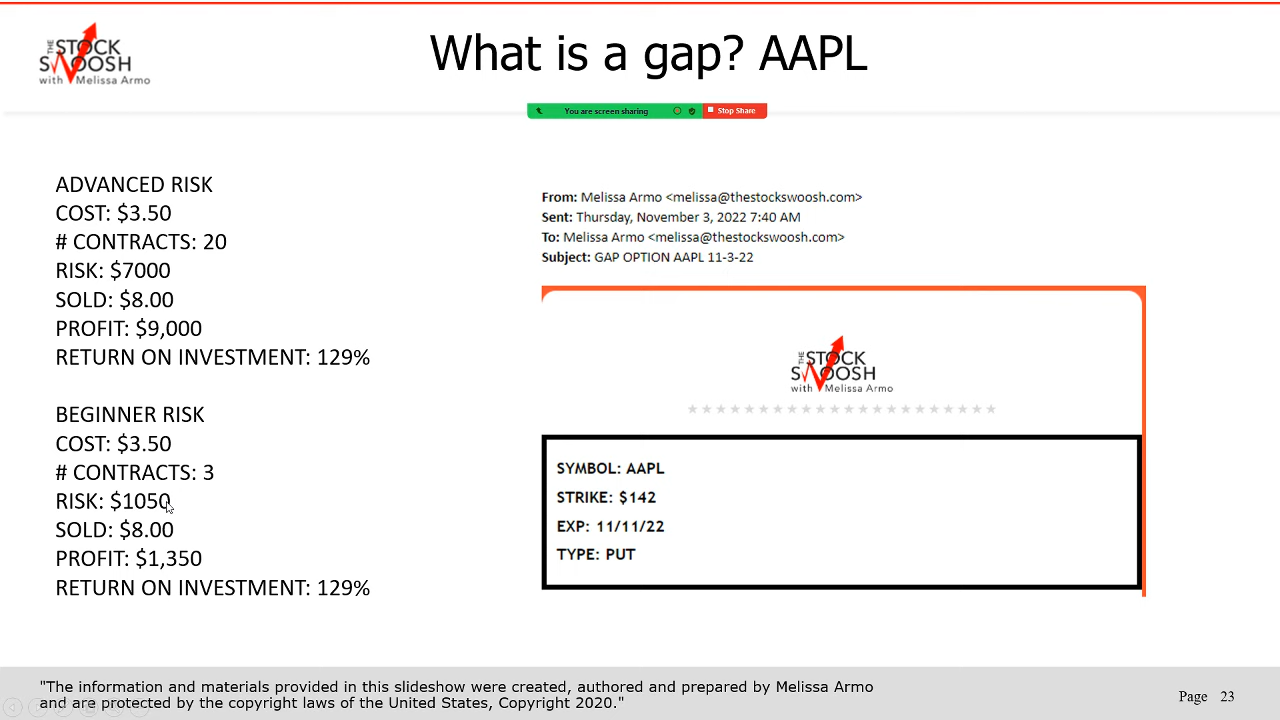 THE
STOCK
SWOOSH
with Melissa Armo
What is a gap? AAPL
You are screen sharing
Stop Share
ADVANCED RISK
COST: $3.50
# CONTRACTS: 20
RISK: $7000
SOLD: $8.00
PROFIT: $9,000
RETURN ON INVESTMENT: 129%
BEGINNER RISK
COST: $3.50
# CONTRACTS: 3
RISK: $1050
SOLD: $8.00
PROFIT: $1,350
RETURN ON INVESTMENT: 129%
From: Melissa Armo <melissa@thestockswoosh.com>
Sent: Thursday, November 3, 2022 7:40 AM
To: Melissa Armo <melissa@thestockswoosh.com>
Subject: GAP OPTION AAPL 11-3-22
THE
STOCK
SWOOSH
with Melissa Armo
SYMBOL: AAPL
STRIKE: $142
EXP: 11/11/22
TYPE: PUT
"The information and materials provided in this slideshow were created, authored and prepared by Melissa Armo
and are protected by the copyright laws of the United States, Copyright 2020."
Page 23